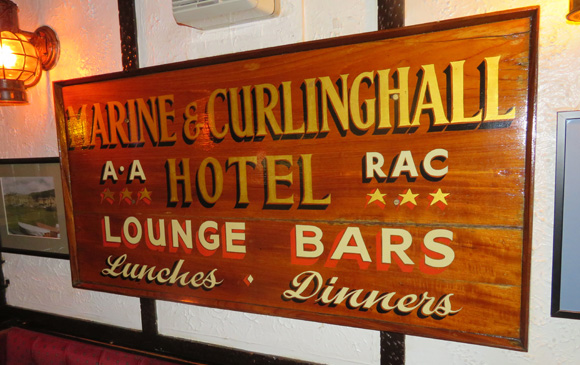 MARINE & CURLINGHALL
A·A HOTEL RAC
LOUNGE BARS
Lunches · Dinners